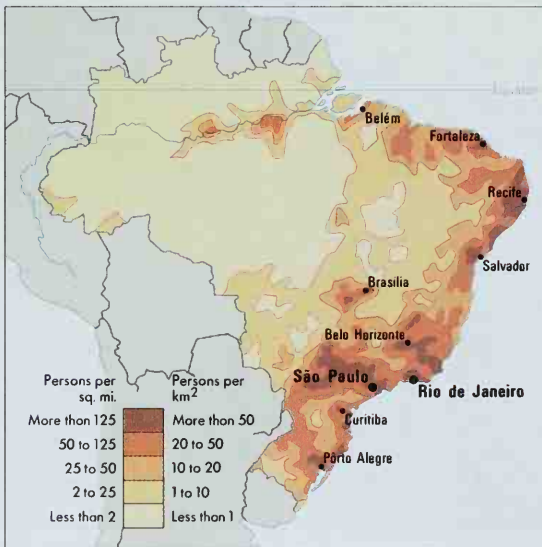 Belém
Fortaleza
Recife
Salvador
Brasília
Belo Horizonte
São Paulo
Rio de Janeiro
Curitiba
Pôrto Alegre
Persons per sq. mi.
Persons per km²
More than 125
More than 50
50 to 125
20 to 50
25 to 50
10 to 20
2 to 25
1 to 10
Less than 2
Less than 1